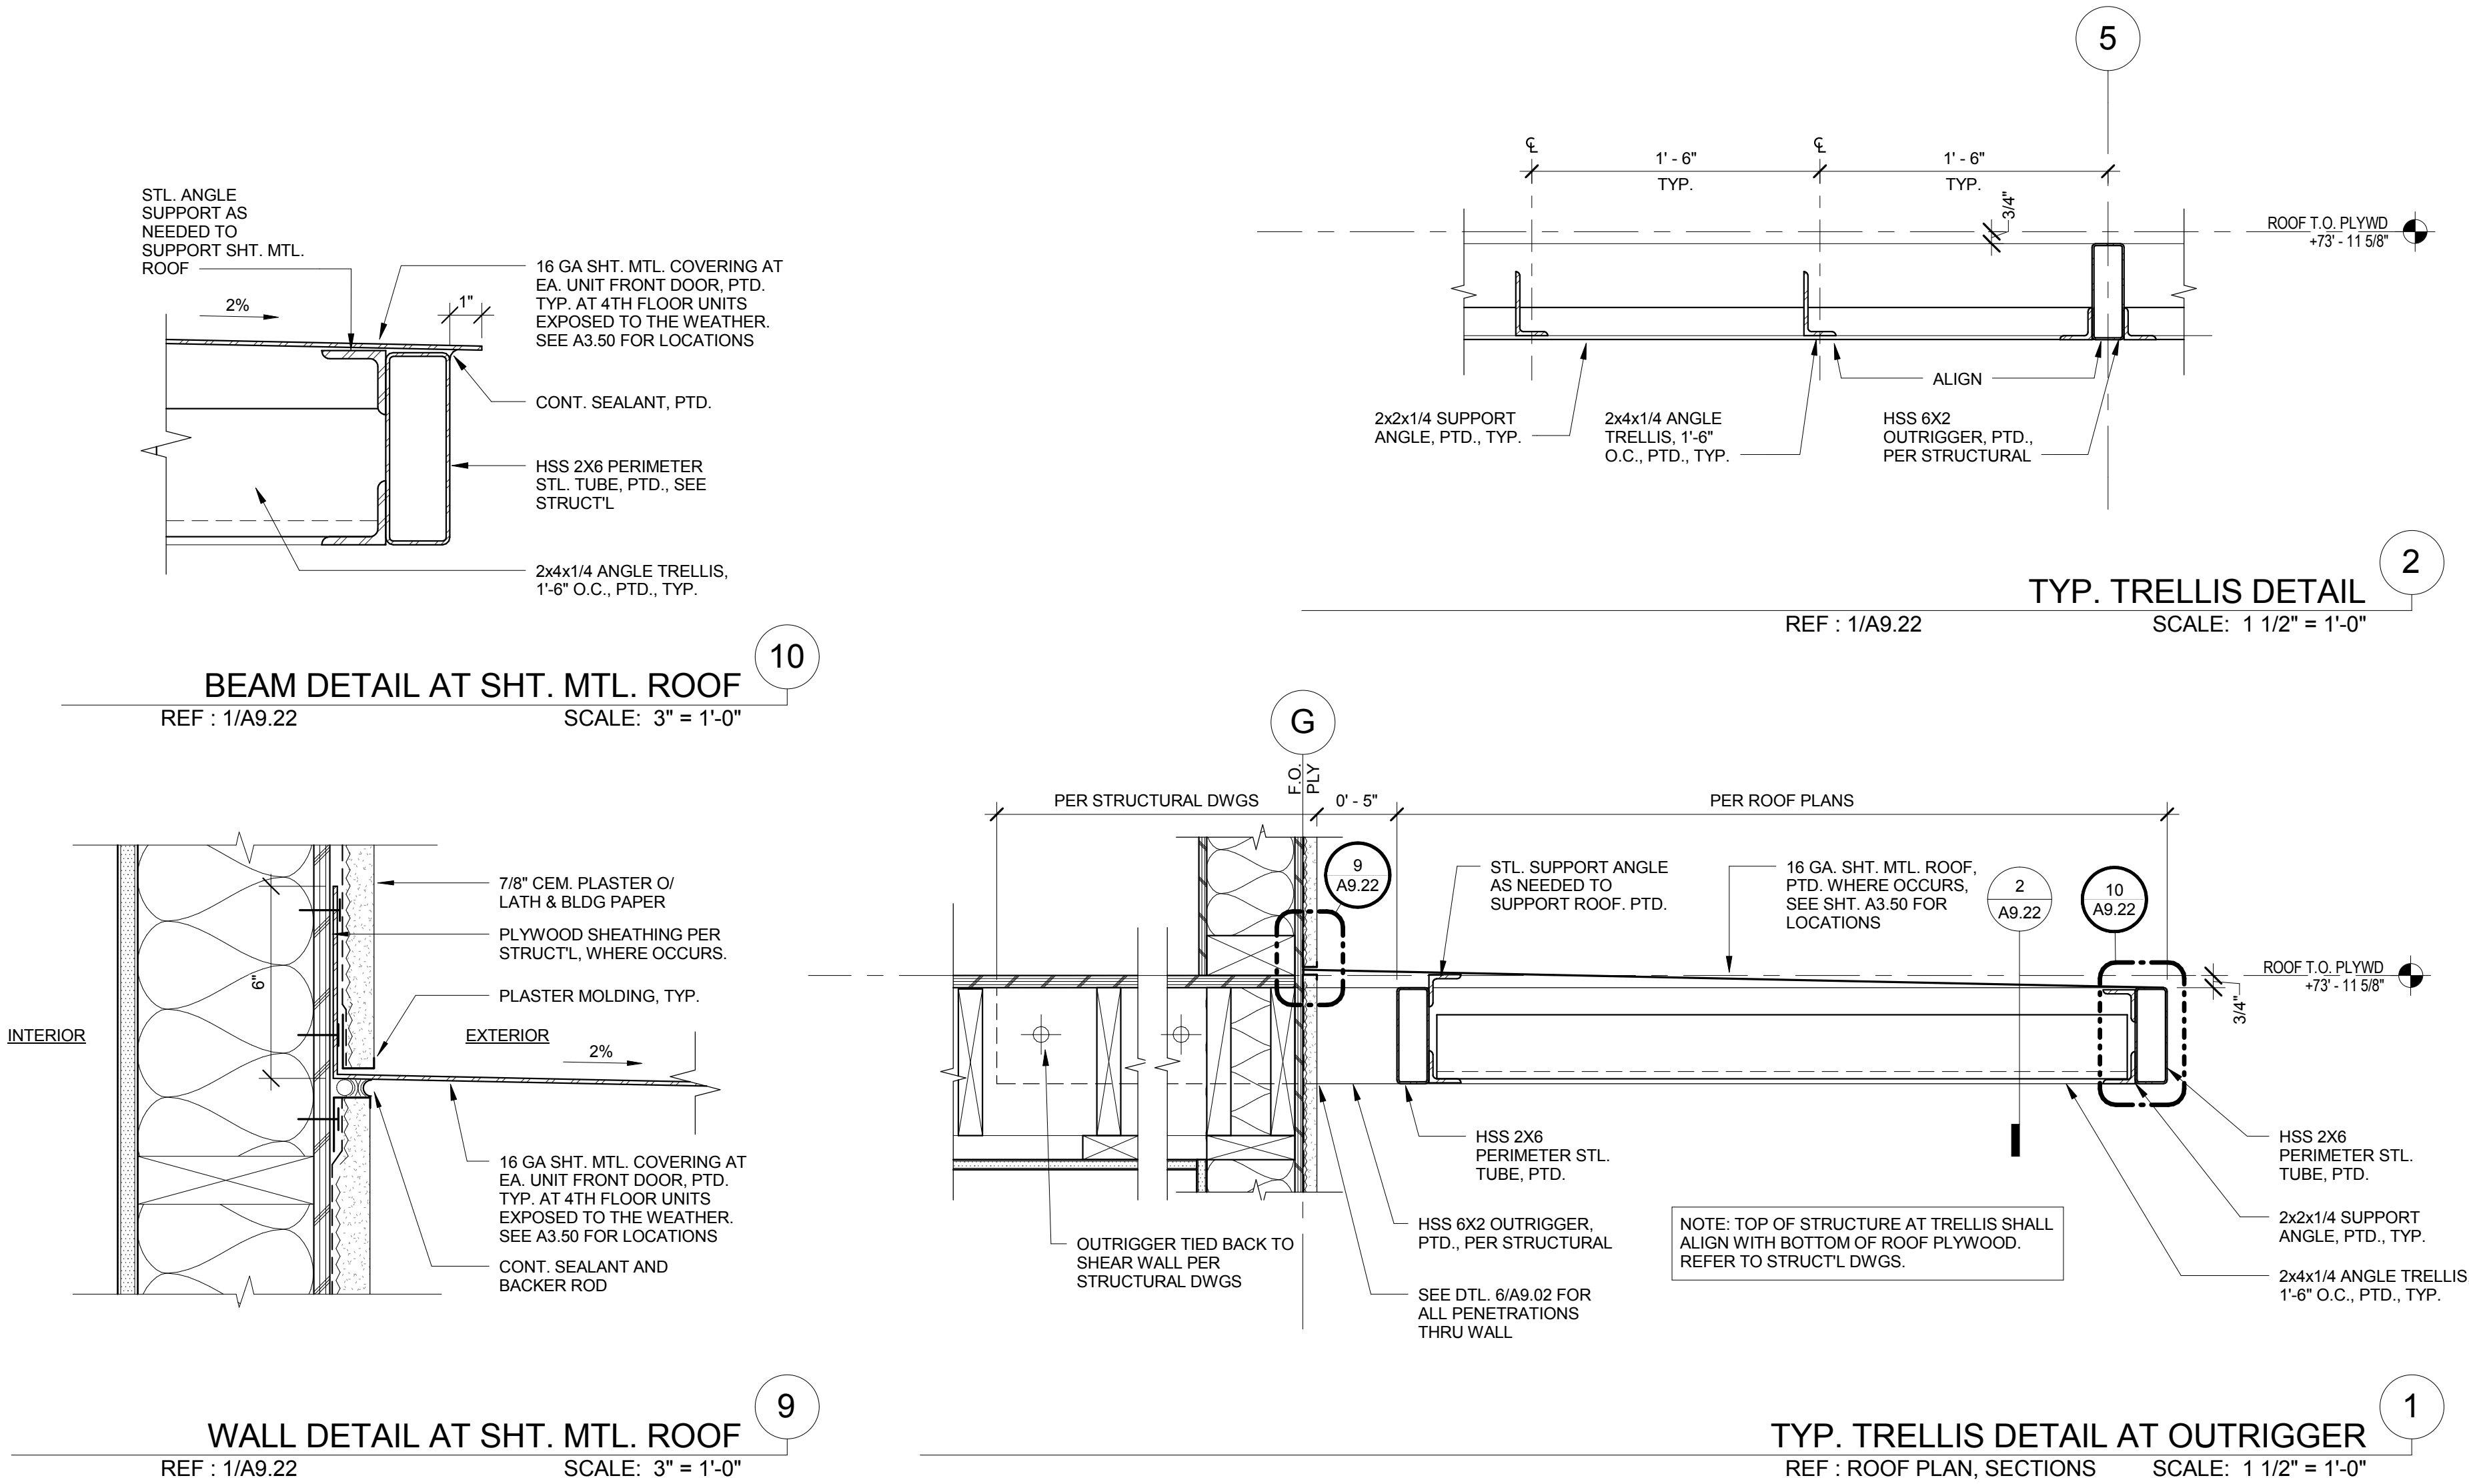 STL. ANGLE
SUPPORT AS
NEEDED TO
SUPPORT SHT. MTL.
ROOF
2%
1"
16 GA SHT. MTL. COVERING AT
EA. UNIT FRONT DOOR, PTD.
TYP. AT 4TH FLOOR UNITS
EXPOSED TO THE WEATHER.
SEE A3.50 FOR LOCATIONS
CONT. SEALANT, PTD.
HSS 2X6 PERIMETER
STL. TUBE, PTD., SEE
STRUCT'L
2x4x1/4 ANGLE TRELLIS,
1'-6" O.C., PTD., TYP.
10
BEAM DETAIL AT SHT. MTL. ROOF
REF : 1/A9.22
SCALE: 3" = 1'-0"
5
℄
℄
1' - 6"
TYP.
1' - 6"
TYP.
3/4"
ROOF T.O. PLYWD
+73' - 11 5/8"
ALIGN
2x2x1/4 SUPPORT
ANGLE, PTD., TYP.
2x4x1/4 ANGLE
TRELLIS, 1'-6"
O.C., PTD., TYP.
HSS 6X2
OUTRIGGER, PTD.,
PER STRUCTURAL
2
TYP. TRELLIS DETAIL
REF : 1/A9.22
SCALE: 1 1/2" = 1'-0"
INTERIOR
6"
EXTERIOR
2%
7/8" CEM. PLASTER O/
LATH & BLDG PAPER
PLYWOOD SHEATHING PER
STRUCT'L, WHERE OCCURS.
PLASTER MOLDING, TYP.
16 GA SHT. MTL. COVERING AT
EA. UNIT FRONT DOOR, PTD.
TYP. AT 4TH FLOOR UNITS
EXPOSED TO THE WEATHER.
SEE A3.50 FOR LOCATIONS
CONT. SEALANT AND
BACKER ROD
9
WALL DETAIL AT SHT. MTL. ROOF
REF : 1/A9.22
SCALE: 3" = 1'-0"
G
F.O.
PLY
PER STRUCTURAL DWGS
0' - 5"
PER ROOF PLANS
9
A9.22
STL. SUPPORT ANGLE
AS NEEDED TO
SUPPORT ROOF. PTD.
16 GA. SHT. MTL. ROOF,
PTD. WHERE OCCURS,
SEE SHT. A3.50 FOR
LOCATIONS
2
A9.22
10
A9.22
ROOF T.O. PLYWD
+73' - 11 5/8"
3/4"
HSS 2X6
PERIMETER STL.
TUBE, PTD.
HSS 2X6
PERIMETER STL.
TUBE, PTD.
OUTRIGGER TIED BACK TO
SHEAR WALL PER
STRUCTURAL DWGS
HSS 6X2 OUTRIGGER,
PTD., PER STRUCTURAL
NOTE: TOP OF STRUCTURE AT TRELLIS SHALL
ALIGN WITH BOTTOM OF ROOF PLYWOOD.
REFER TO STRUCT'L DWGS.
2x2x1/4 SUPPORT
ANGLE, PTD., TYP.
SEE DTL. 6/A9.02 FOR
ALL PENETRATIONS
THRU WALL
2x4x1/4 ANGLE TRELLIS
1'-6" O.C., PTD., TYP.
1
TYP. TRELLIS DETAIL AT OUTRIGGER
REF : ROOF PLAN, SECTIONS
SCALE: 1 1/2" = 1'-0"